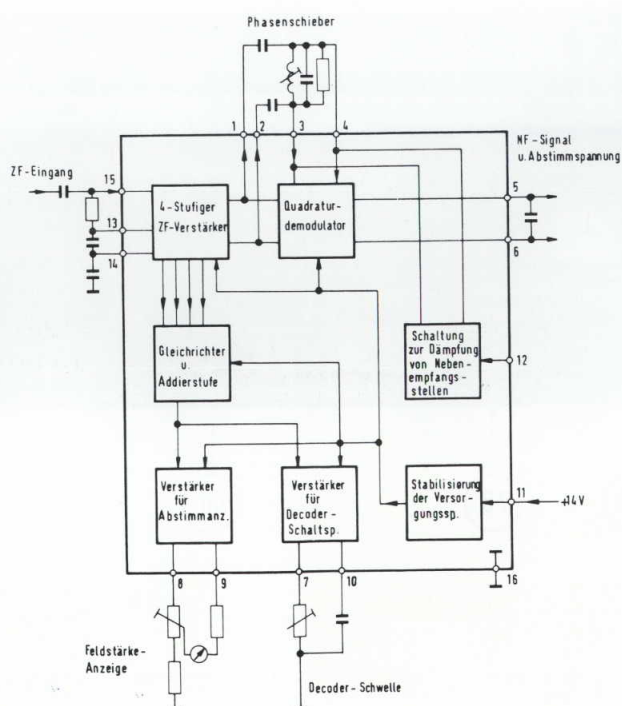 Phasenschieber
1 2 3 4
NF-Signal
u. Abstimmspannung
ZF-Eingang
15
13
14
4-Stufiger
ZF-Verstärker
Quadratur-
demodulator
5
6
Gleichrichter
u.
Addierstufe
Schaltung
zur Dämpfung
von Neben-
empfangs-
stellen
12
Verstärker
für
Abstimmanz.
Verstärker
für
Decoder-
Schaltsp.
Stabilisierung
der Versor-
gungssp.
11
+14V
8 9 7 10 16
Feldstärke-
Anzeige
Decoder-Schwelle